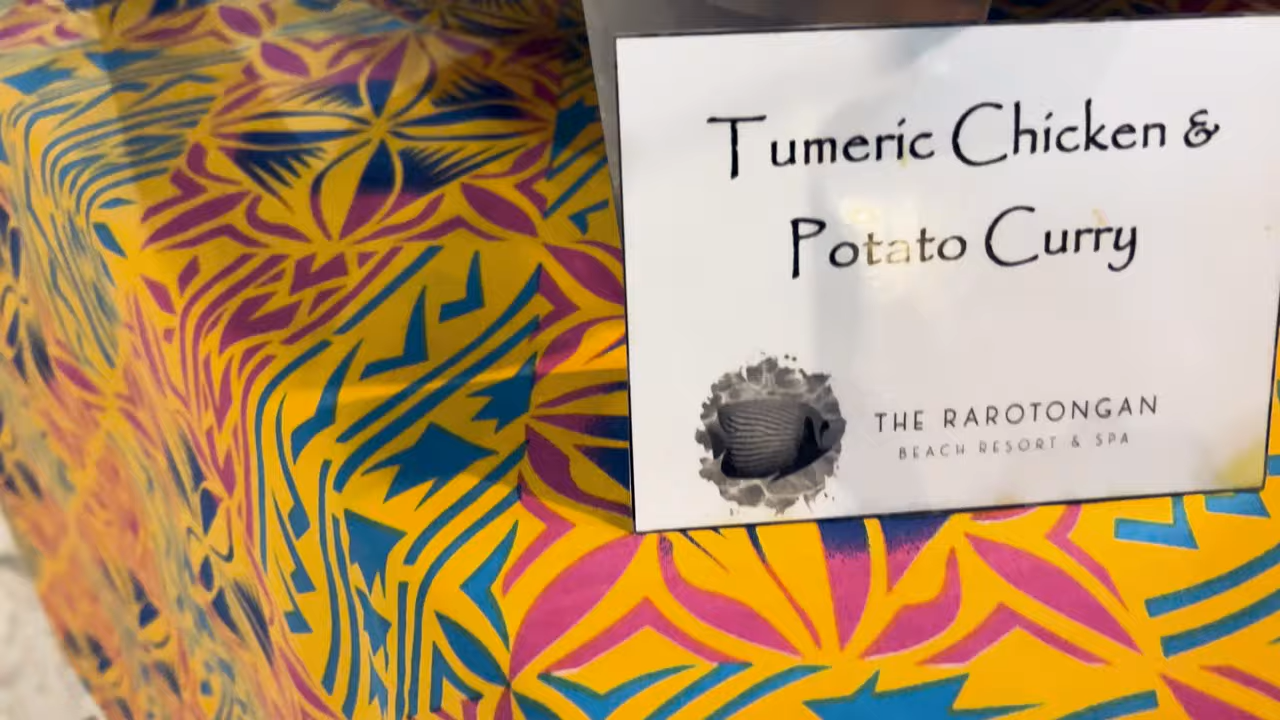 Tumeric Chicken &
Potato Curry
THE RAROTONGAN
BEACH RESORT & SPA